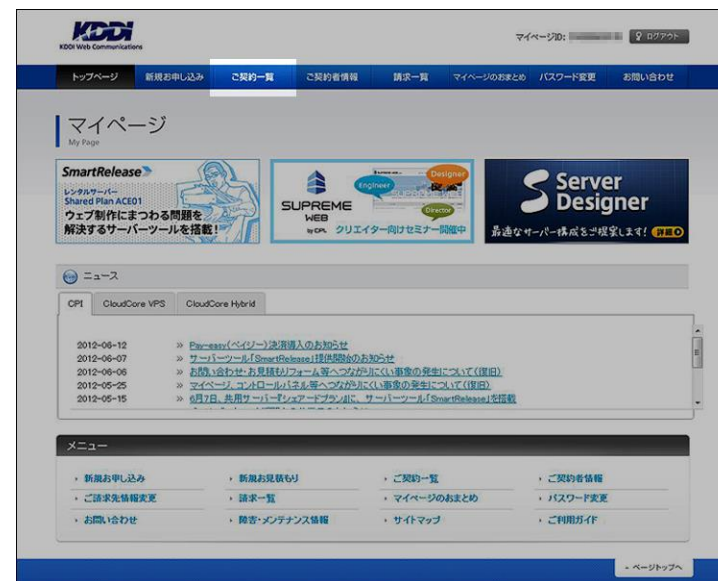 KDDI
KDDI Web Communications
マイページID:
ログアウト
トップページ 新規お申し込み ご契約一覧 ご契約者情報 請求一覧 マイページのおまとめ パスワード変更 お問い合わせ
マイページ
My Page
SmartRelease
レンタルサーバー
Shared Plan ACE01
ウェブ制作にまつわる問題を
解決するサーバーツールを搭載!
Engineer
Designer
Director
SUPREME
WEB
by CPI
クリエイター向けセミナー開催中
Server
Designer
最適なサーバー構成をご提案します! 詳細
ニュース
CPI CloudCore VPS CloudCore Hybrid
2012-06-12 » Pay-easy(ペイジー)決済導入のお知らせ
2012-06-07 » サーバーツール「SmartRelease」提供開始のお知らせ
2012-06-06 » お問い合わせ・お見積もりフォーム等へつながりにくい事象の発生について(復旧)
2012-05-25 » マイページ、コントロールパネル等へつながりにくい事象の発生について(復旧)
2012-05-15 » 6月7日、共用サーバー『シェアードプラン』に、サーバーツール「SmartRelease」を搭載
メニュー
新規お申し込み 新規お見積もり ご契約一覧 ご契約者情報
ご請求先情報変更 請求一覧 マイページのおまとめ パスワード変更
お問い合わせ 障害・メンテナンス情報 サイトマップ ご利用ガイド
ページトップへ